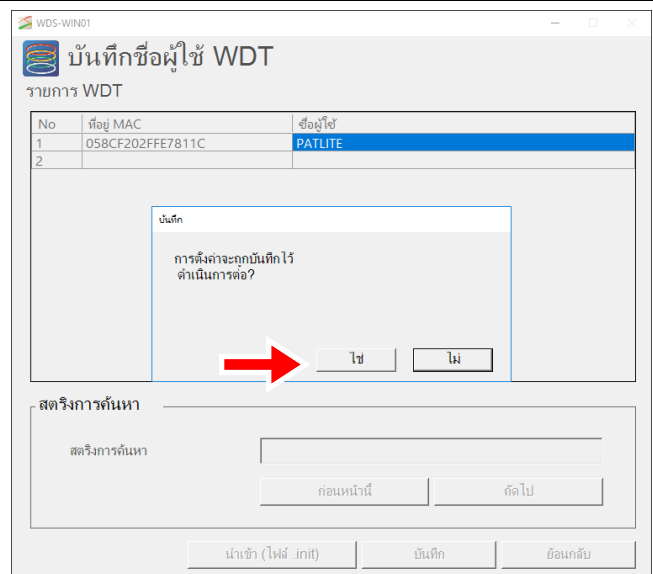 WDS-WIN01
บันทึกชื่อผู้ใช้ WDT
รายการ WDT
No ที่อยู่ MAC ชื่อผู้ใช้
1 058CF202FFE7811C PATLITE
2
บันทึก
การตั้งค่าจะถูกบันทึกไว้
ดำเนินการต่อ?
ใช่ ไม่
สตริงการค้นหา
สตริงการค้นหา
ก่อนหน้านี้ ถัดไป
นำเข้า (ไฟล์ .init) บันทึก ย้อนกลับ